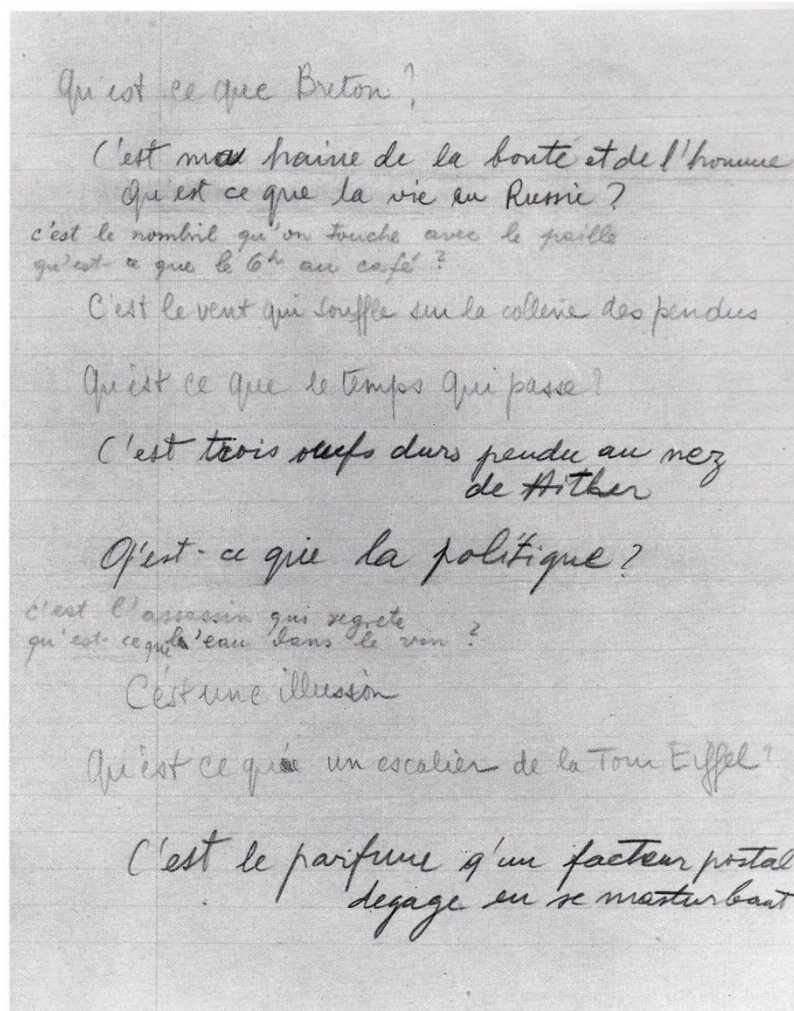 Qu'est ce que Breton ?
C'est ma haine de la bonté et de l'homme
Qu'est ce que la vie en Russie ?
c'est le nombril qu'on touche avec le paille
qu'est-ce que le 6h au café ?
C'est le vent qui souffle sur la colline des pendus
Qu'est ce que le temps qui passe ?
C'est trois oeufs durs pendu au nez
de Hitler
Q'est-ce que la politique ?
c'est l'assassin qui regrete
qu'est-ce que l'eau dans le vin ?
C'est une illusion
Qu'est ce que un escalier de la Tour Eiffel ?
C'est le parfume q'un facteur postal
degage en se masturbant